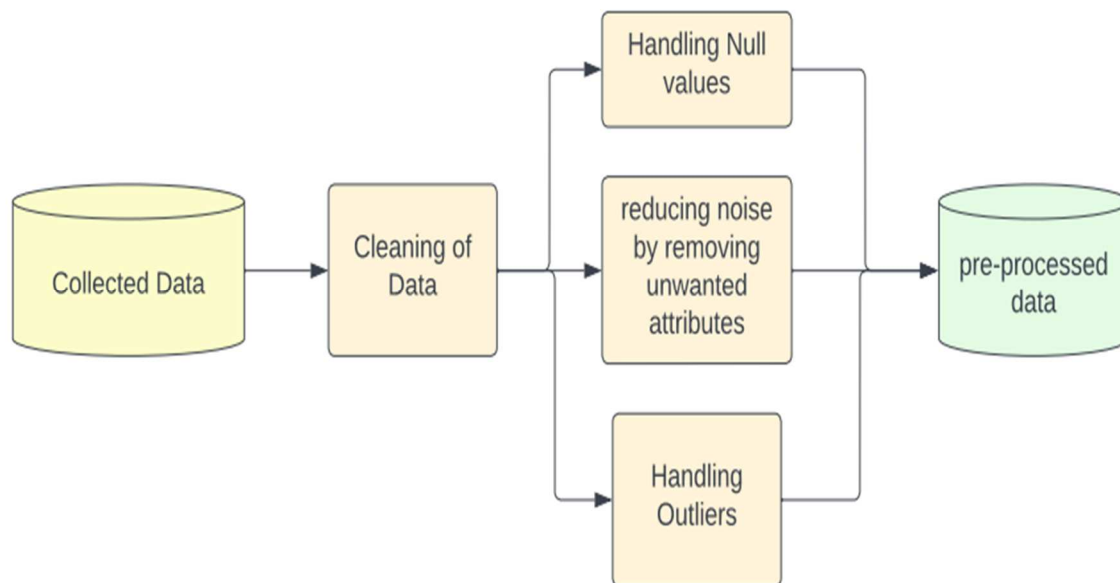 Collected Data
Cleaning of
Data
Handling Null
values
reducing noise
by removing
unwanted
attributes
Handling
Outliers
pre-processed
data